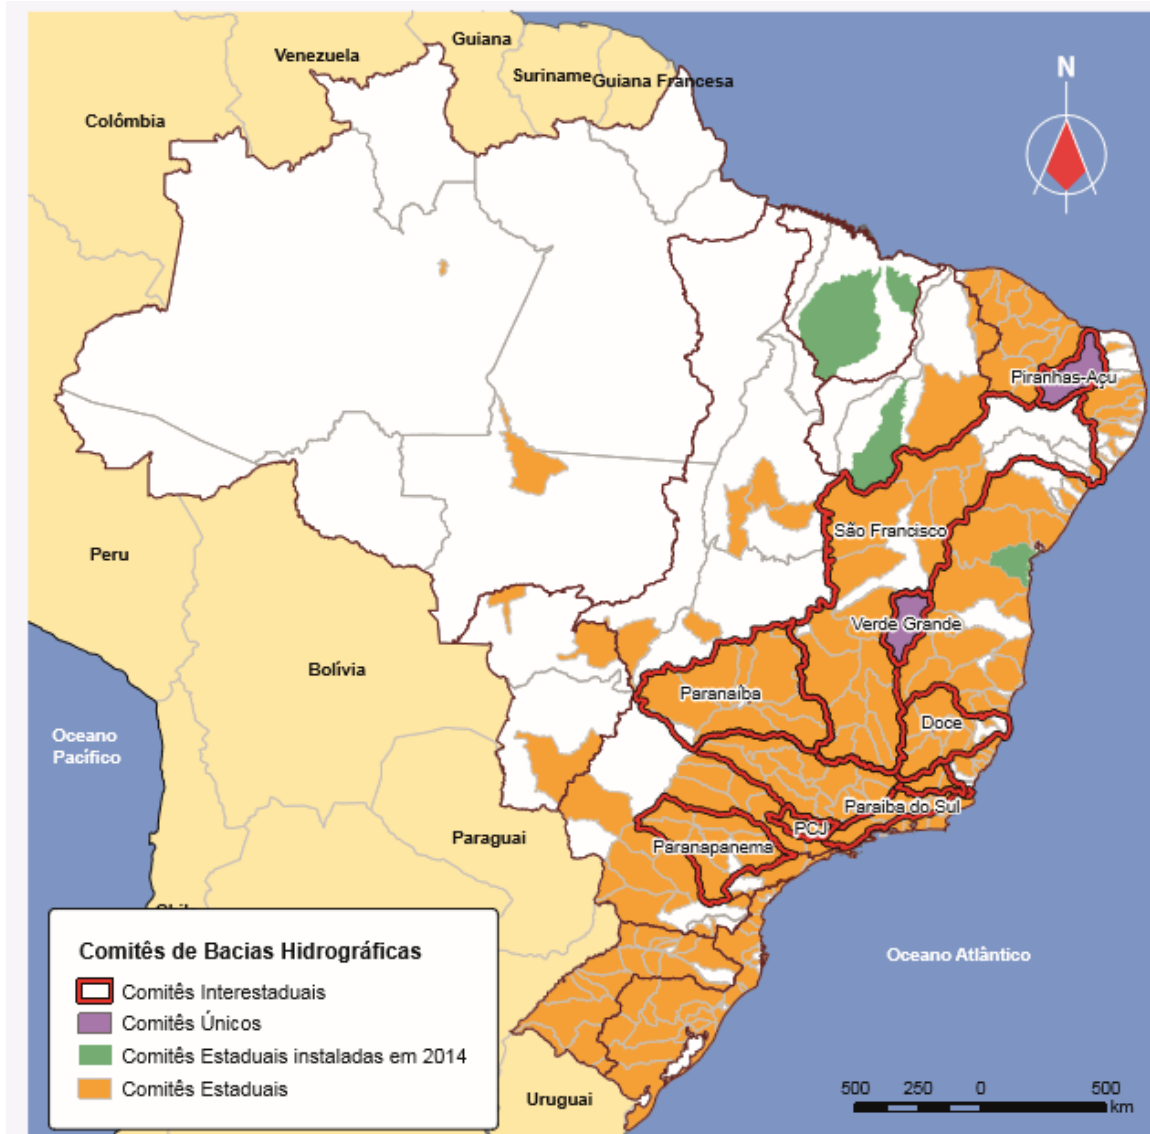 Guiana
Venezuela
Suriname
Guiana Francesa
N
Colômbia
Piranhas-Açu
São Francisco
Peru
Verde Grande
Bolívia
Paranaíba
Doce
Oceano
Pacífico
Paraiba do Sul
PCJ
Paraguai
Paranapanema
Comitês de Bacias Hidrográficas
Oceano Atlântico
Comitês Interestaduais
Comitês Únicos
Comitês Estaduais instaladas em 2014
Comitês Estaduais
Uruguai
500 250 0 500
km